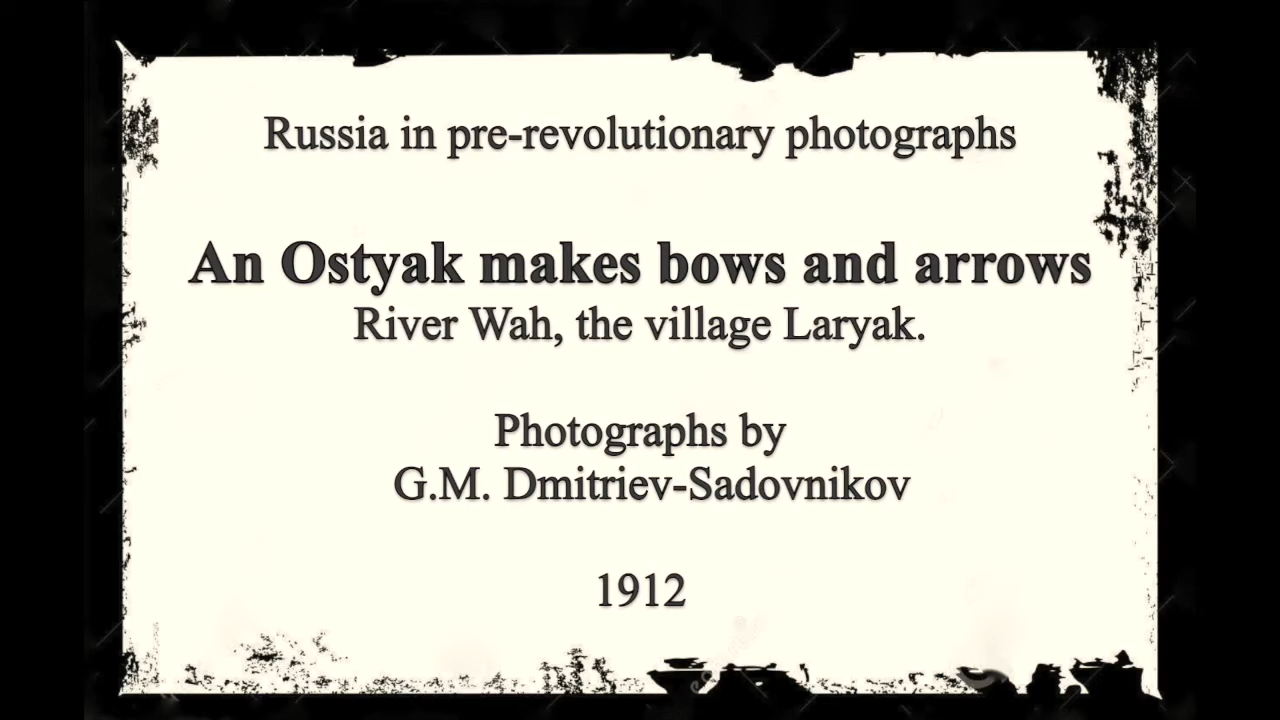 Russia in pre-revolutionary photographs
An Ostyak makes bows and arrows
River Wah, the village Laryak.
Photographs by
G.M. Dmitriev-Sadovnikov
1912